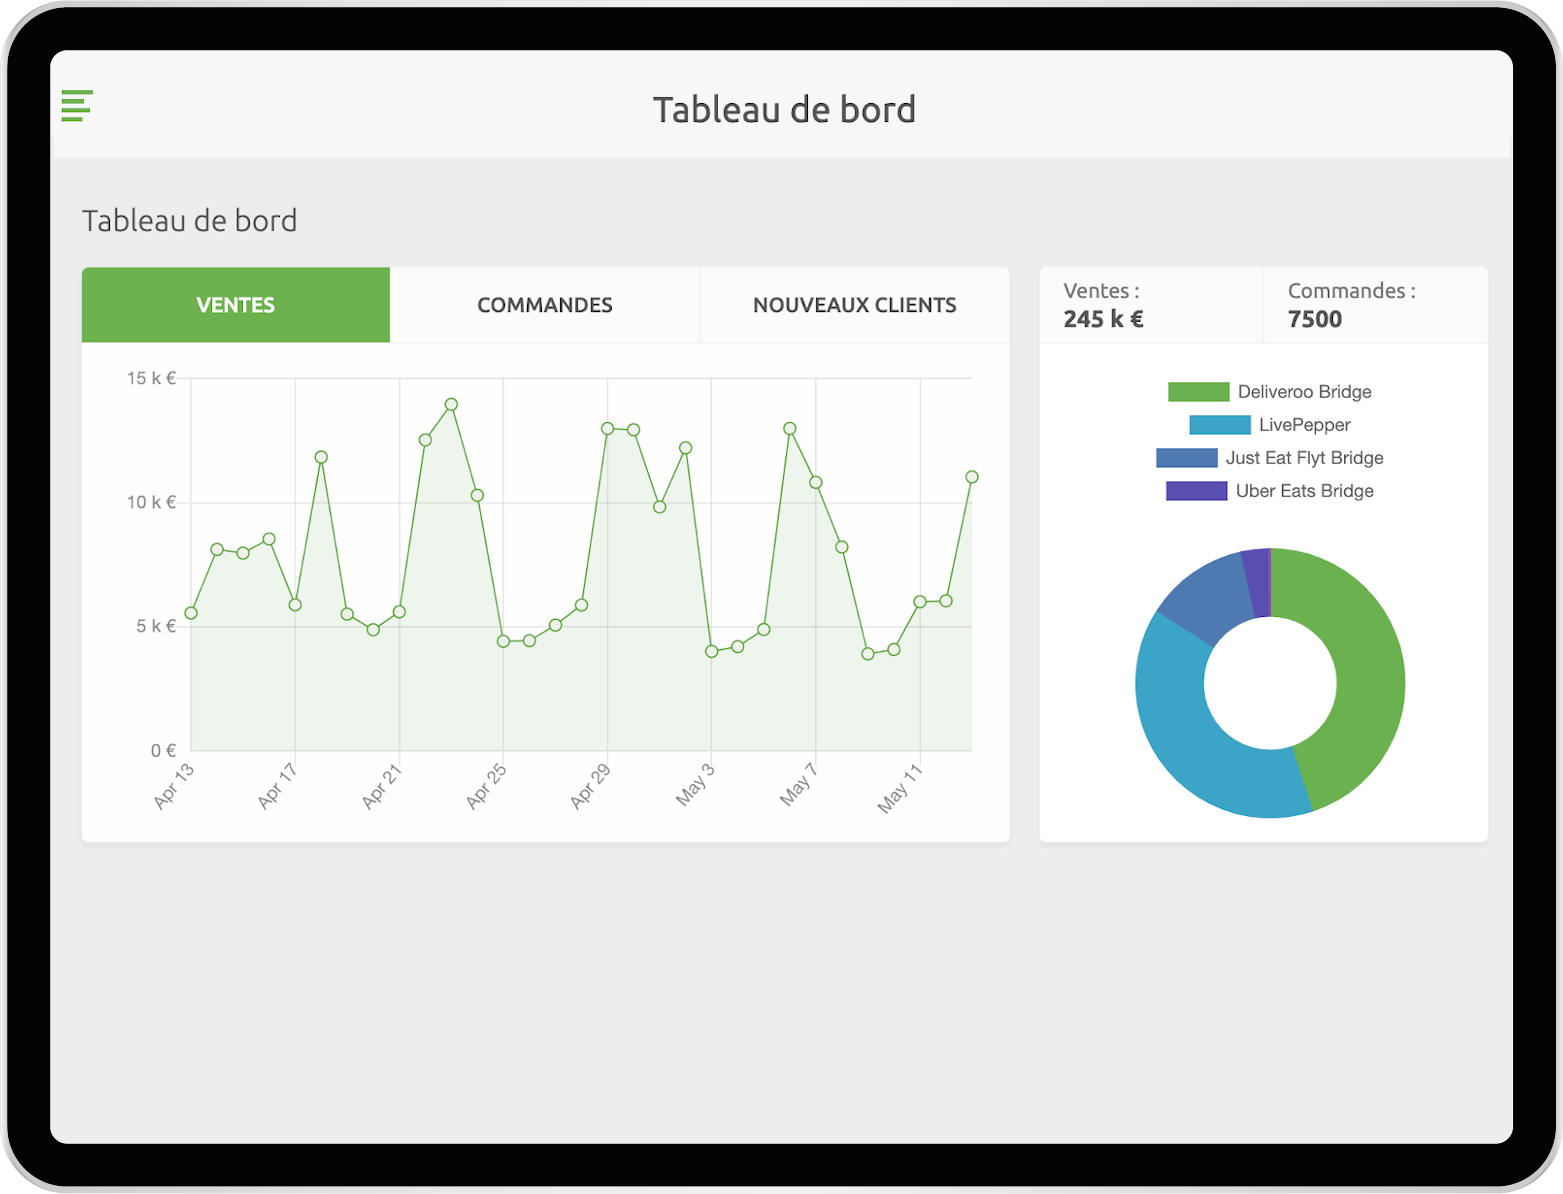 Tableau de bord
Tableau de bord
VENTES
COMMANDES
NOUVEAUX CLIENTS
15 k €
10 k €
5 k €
0 €
Apr 13
Apr 17
Apr 21
Apr 25
Apr 29
May 3
May 7
May 11
Ventes :
245 k €
Commandes :
7500
Deliveroo Bridge
LivePepper
Just Eat Flyt Bridge
Uber Eats Bridge